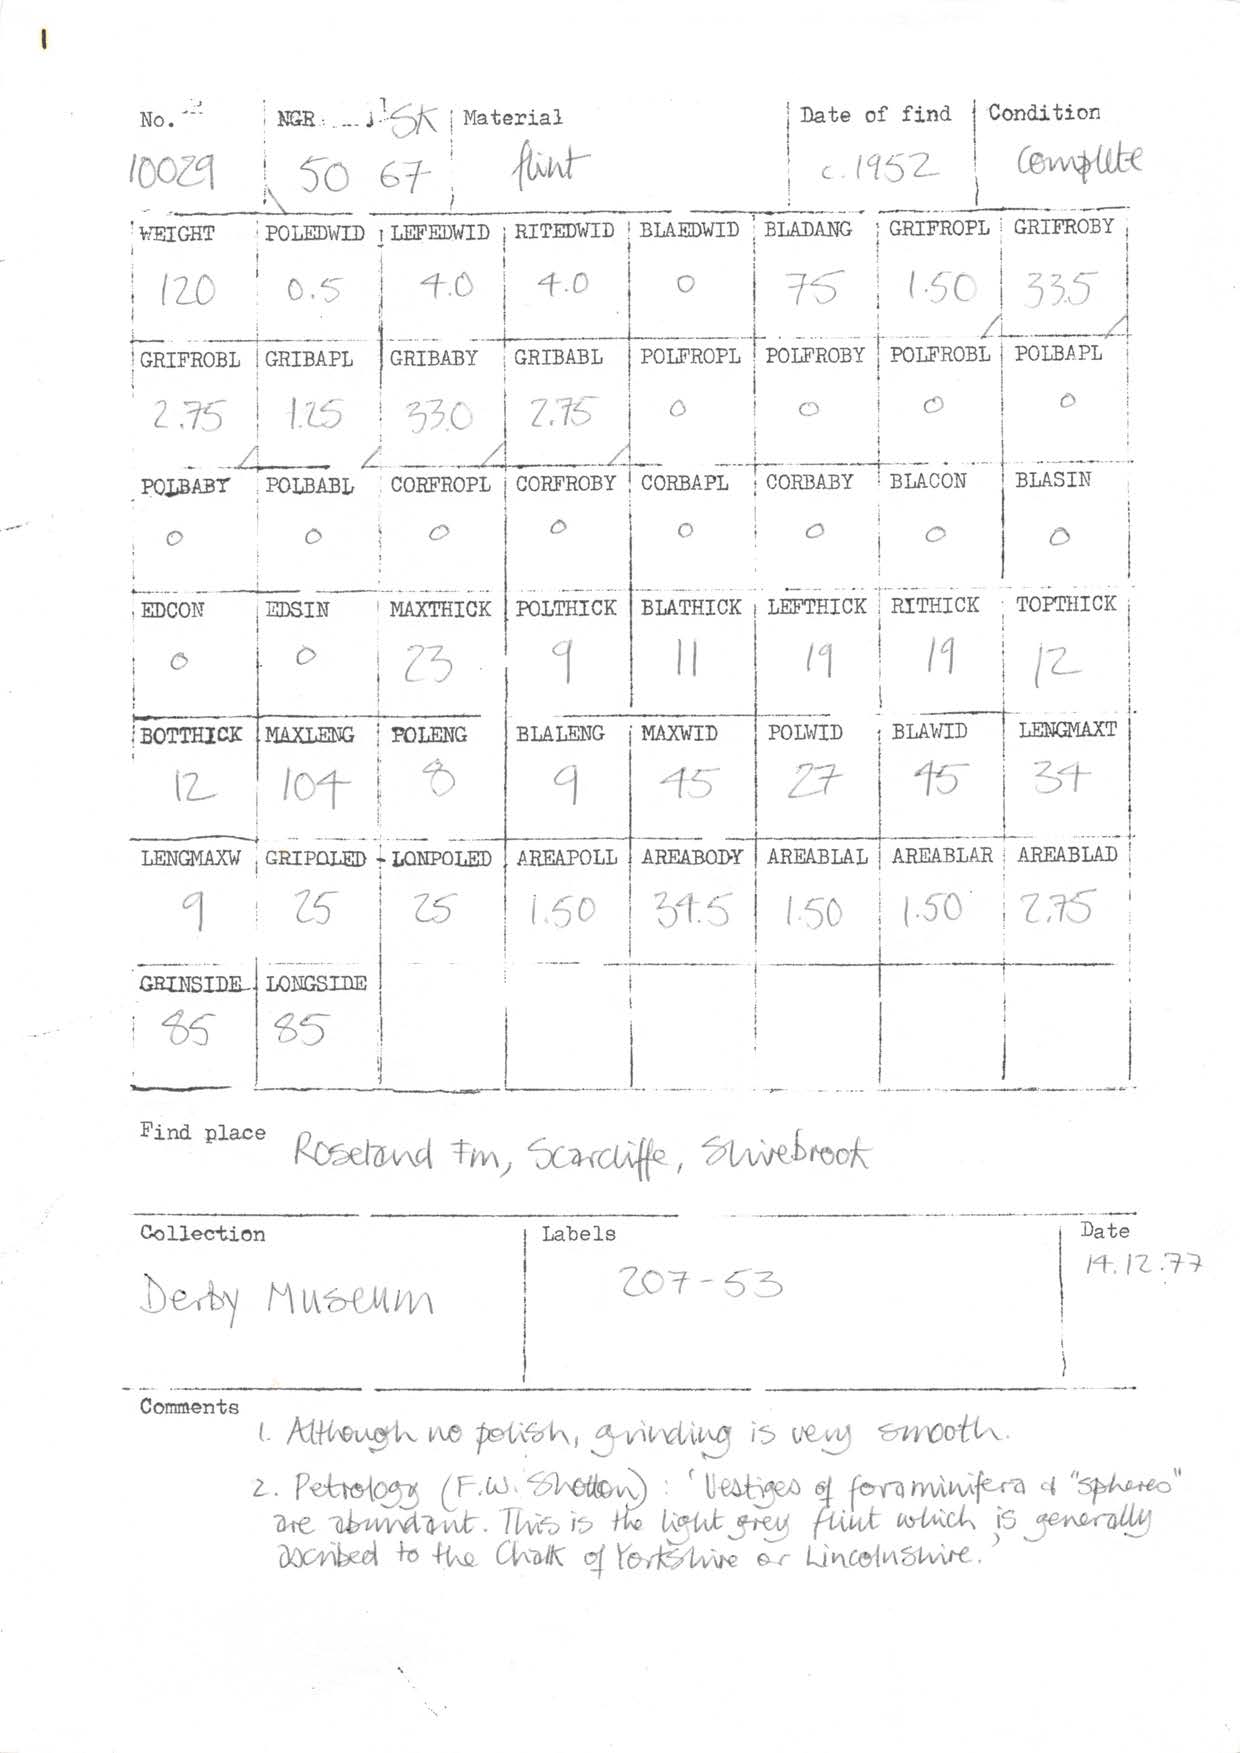 1
No. NGR SK Material Date of find Condition
10029 50 67 flint c.1952 Complete
WEIGHT POLEDWID LEFEDWID RITEDWID BLAEDWID BLADANG GRIFROPL GRIFROBY
120 0.5 4.0 4.0 0 75 1.50 33.5
GRIFROBL GRIBAPL GRIBABY GRIBABL POLFROPL POLFROBY POLFROBL POLBAPL
2.75 1.25 33.0 2.75 0 0 0 0
POLBABY POLBABL CORFROPL CORFROBY CORBAPL CORBABY BLACON BLASIN
0 0 0 0 0 0 0 0
EDCON EDSIN MAXTHICK POLTHICK BLATHICK LEFTHICK RITHICK TOPTHICK
0 0 23 9 11 19 19 12
BOTTHICK MAXLENG POLENG BLALENG MAXWID POLWID BLAWID LENGMAXT
12 104 8 9 45 27 45 34
LENGMAXW GRIPOLED LONPOLED AREAPOLL AREABODY AREABLAL AREABLAR AREABLAD
9 25 25 1.50 34.5 1.50 1.50 2.75
GRINSIDE LONGSIDE
85 85
Find place Roseland Fm, Scarcliffe, Shirebrook
Collection Labels Date
Derby Museum 207-53 14.12.77
Comments
1. Although no polish, grinding is very smooth.
2. Petrology (F.W. Shotton): 'Vestiges of foraminifera & "spheres"
are abundant. This is the light grey flint which is generally
ascribed to the Chalk of Yorkshire or Lincolnshire.'